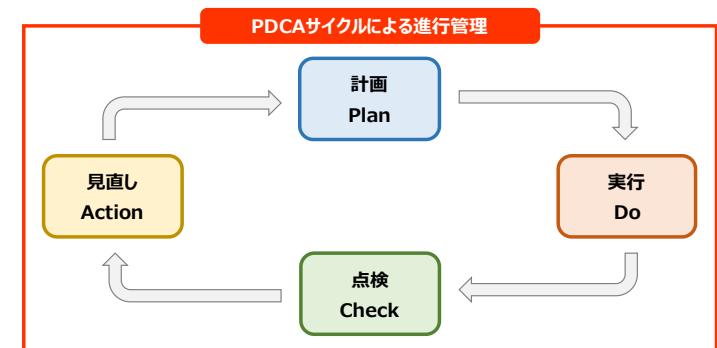 PDCAサイクルによる進行管理
計画
Plan
見直し
Action
実行
Do
点検
Check